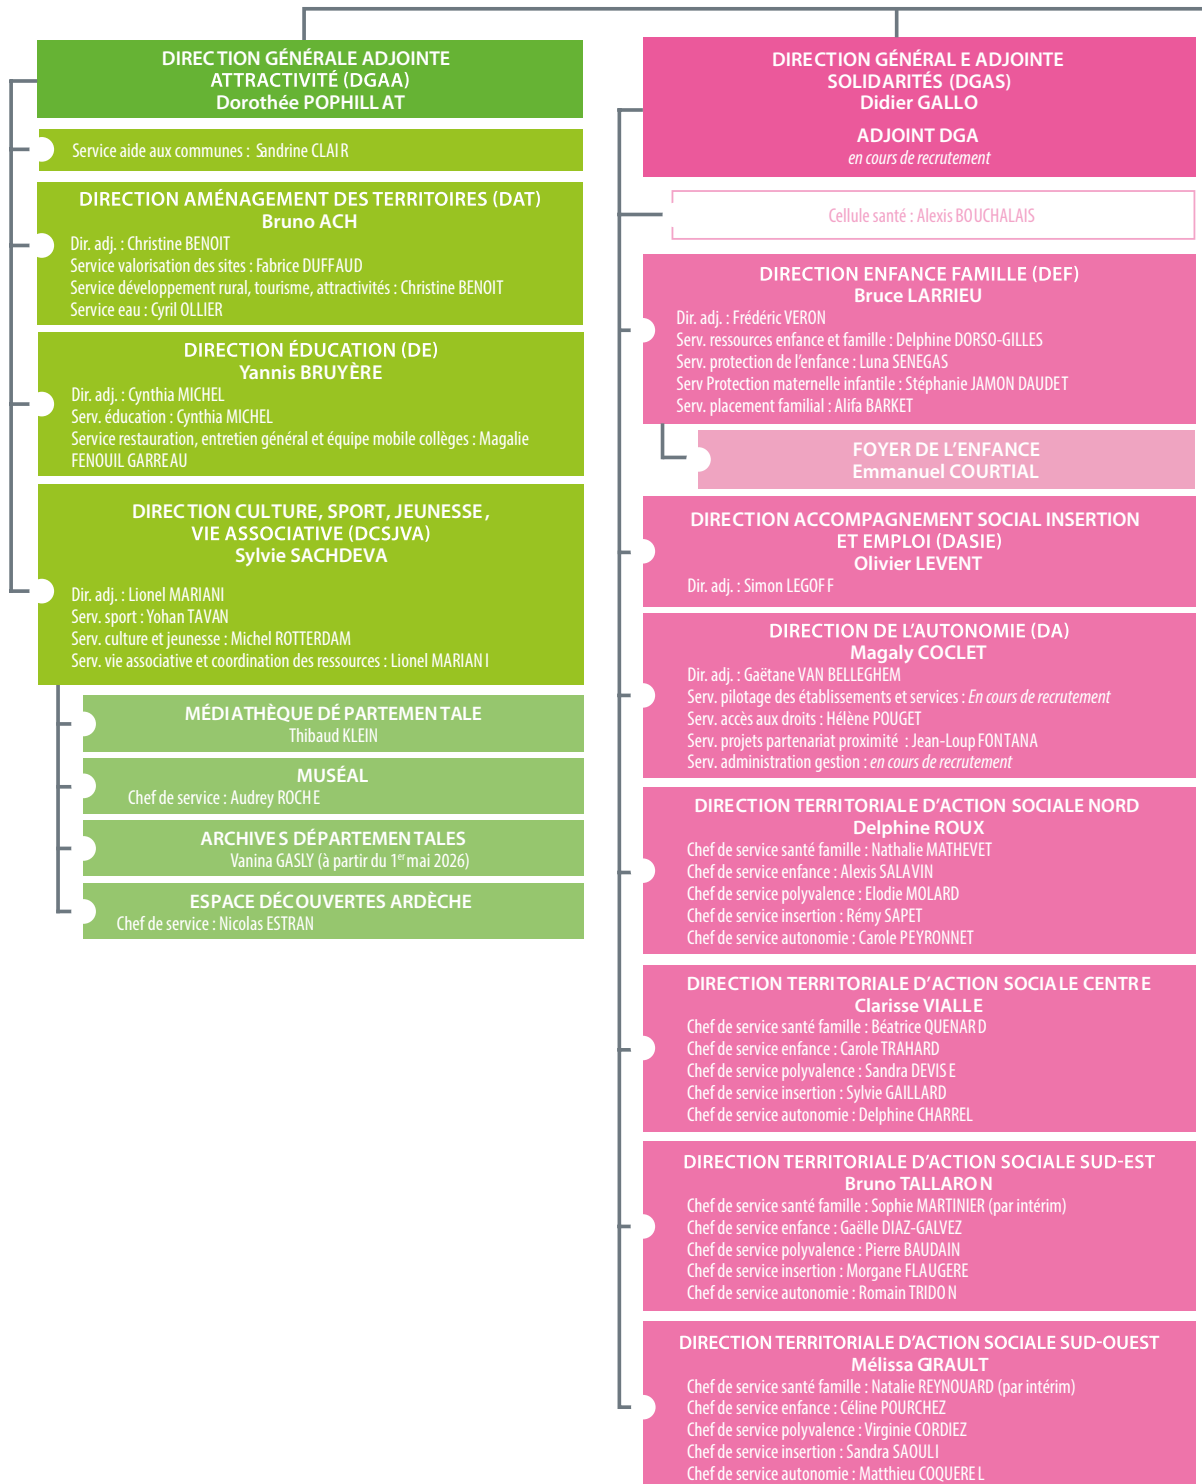 DIRECTION GÉNÉRALE ADJOINTE
ATTRACTIVITÉ (DGAA)
Dorothée POPHILLAT
Service aide aux communes : Sandrine CLAIR
DIRECTION AMÉNAGEMENT DES TERRITOIRES (DAT)
Bruno ACH
Dir. adj. : Christine BENOIT
Service valorisation des sites : Fabrice DUFFAUD
Service développement rural, tourisme, attractivités : Christine BENOIT
Service eau : Cyril OLLIER
DIRECTION ÉDUCATION (DE)
Yannis BRUYÈRE
Dir. adj. : Cynthia MICHEL
Serv. éducation : Cynthia MICHEL
Service restauration, entretien général et équipe mobile collèges : Magalie
FENOUIL GARREAU
DIRECTION CULTURE, SPORT, JEUNESSE,
VIE ASSOCIATIVE (DCSJVA)
Sylvie SACHDEVA
Dir. adj. : Lionel MARIANI
Serv. sport : Yohan TAVAN
Serv. culture et jeunesse : Michel ROTTERDAM
Serv. vie associative et coordination des ressources : Lionel MARIANI
MÉDIATHÈQUE DÉPARTEMENTALE
Thibaud KLEIN
MUSÉAL
Chef de service : Audrey ROCHE
ARCHIVES DÉPARTEMENTALES
Vanina GASLY (à partir du 1er mai 2026)
ESPACE DÉCOUVERTES ARDÈCHE
Chef de service : Nicolas ESTRAN
DIRECTION GÉNÉRALE ADJOINTE
SOLIDARITÉS (DGAS)
Didier GALLO
ADJOINT DGA
en cours de recrutement
Cellule santé : Alexis BOUCHALAIS
DIRECTION ENFANCE FAMILLE (DEF)
Bruce LARRIEU
Dir. adj. : Frédéric VERON
Serv. ressources enfance et famille : Delphine DORSO-GILLES
Serv. protection de l'enfance : Luna SENEGAS
Serv Protection maternelle infantile : Stéphanie JAMON DAUDET
Serv. placement familial : Alifa BARKET
FOYER DE L'ENFANCE
Emmanuel COURTIAL
DIRECTION ACCOMPAGNEMENT SOCIAL INSERTION
ET EMPLOI (DASIE)
Olivier LEVENT
Dir. adj. : Simon LEGOFF
DIRECTION DE L'AUTONOMIE (DA)
Magaly COCLET
Dir. adj. : Gaëtane VAN BELLEGHEM
Serv. pilotage des établissements et services : En cours de recrutement
Serv. accès aux droits : Hélène POUGET
Serv. projets partenariat proximité : Jean-Loup FONTANA
Serv. administration gestion : en cours de recrutement
DIRECTION TERRITORIALE D'ACTION SOCIALE NORD
Delphine ROUX
Chef de service santé famille : Nathalie MATHEVET
Chef de service enfance : Alexis SALAVIN
Chef de service polyvalence : Elodie MOLARD
Chef de service insertion : Rémy SAPET
Chef de service autonomie : Carole PEYRONNET
DIRECTION TERRITORIALE D'ACTION SOCIALE CENTRE
Clarisse VIALLE
Chef de service santé famille : Béatrice QUENARD
Chef de service enfance : Carole TRAHARD
Chef de service polyvalence : Sandra DEVISE
Chef de service insertion : Sylvie GAILLARD
Chef de service autonomie : Delphine CHARREL
DIRECTION TERRITORIALE D'ACTION SOCIALE SUD-EST
Bruno TALLARON
Chef de service santé famille : Sophie MARTINIER (par intérim)
Chef de service enfance : Gaëlle DIAZ-GALVEZ
Chef de service polyvalence : Pierre BAUDAIN
Chef de service insertion : Morgane FLAUGERE
Chef de service autonomie : Romain TRIDON
DIRECTION TERRITORIALE D'ACTION SOCIALE SUD-OUEST
Mélissa GIRAULT
Chef de service santé famille : Natalie REYNOUARD (par intérim)
Chef de service enfance : Céline POURCHEZ
Chef de service polyvalence : Virginie CORDIEZ
Chef de service insertion : Sandra SAOULI
Chef de service autonomie : Matthieu COQUEREL